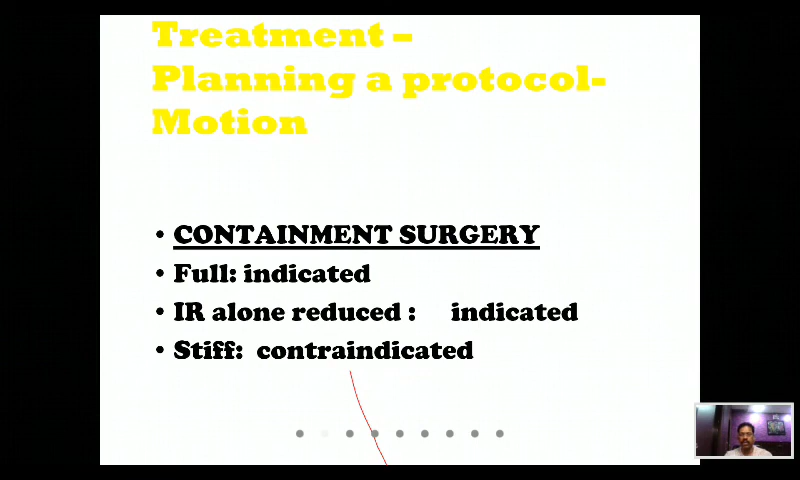 Treatment –
Planning a protocol-
Motion
• CONTAINMENT SURGERY
• Full: indicated
• IR alone reduced : indicated
• Stiff: contraindicated